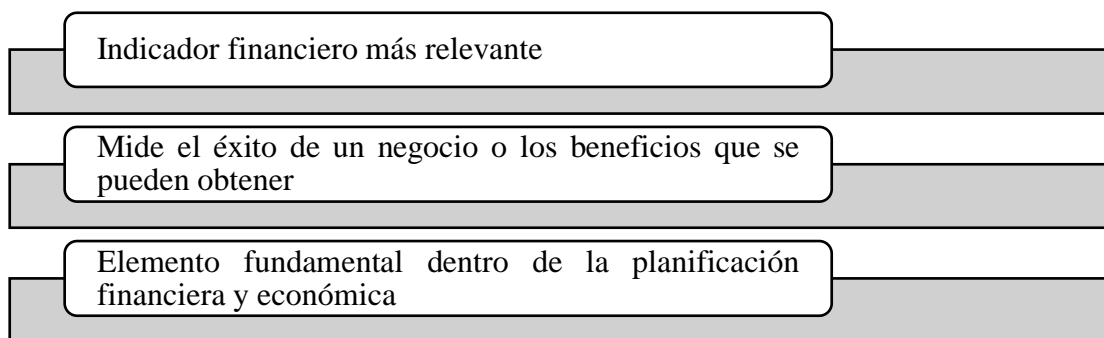 Indicador financiero más relevante
Mide el éxito de un negocio o los beneficios que se
pueden obtener
Elemento fundamental dentro de la planificación
financiera y económica